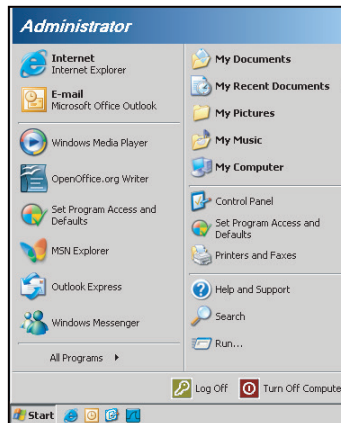 Administrator
Internet
Internet Explorer
E-mail
Microsoft Office Outlook
Windows Media Player
OpenOffice.org Writer
Set Program Access and
Defaults
MSN Explorer
Outlook Express
Windows Messenger
All Programs
My Documents
My Recent Documents
My Pictures
My Music
My Computer
Control Panel
Set Program Access and
Defaults
Printers and Faxes
Help and Support
Search
Run...
Log Off
Turn Off Compute
Start